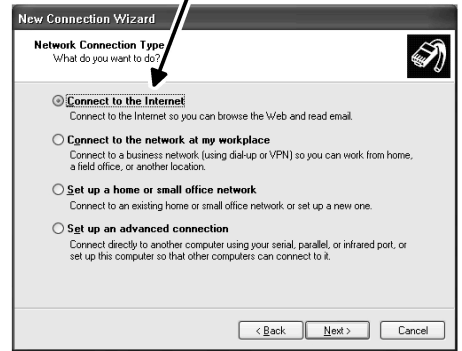 New Connection Wizard
Network Connection Type
What do you want to do?
Connect to the Internet
Connect to the Internet so you can browse the Web and read email.
Connect to the network at my workplace
Connect to a business network (using dial-up or VPN) so you can work from home,
a field office, or another location.
Set up a home or small office network
Connect to an existing home or small office network or set up a new one.
Set up an advanced connection
Connect directly to another computer using your serial, parallel, or infrared port, or
set up this computer so that other computers can connect to it.
< Back Next > Cancel